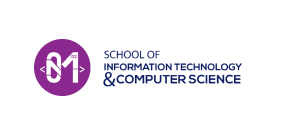 SCHOOL OF
INFORMATION TECHNOLOGY
& COMPUTER SCIENCE